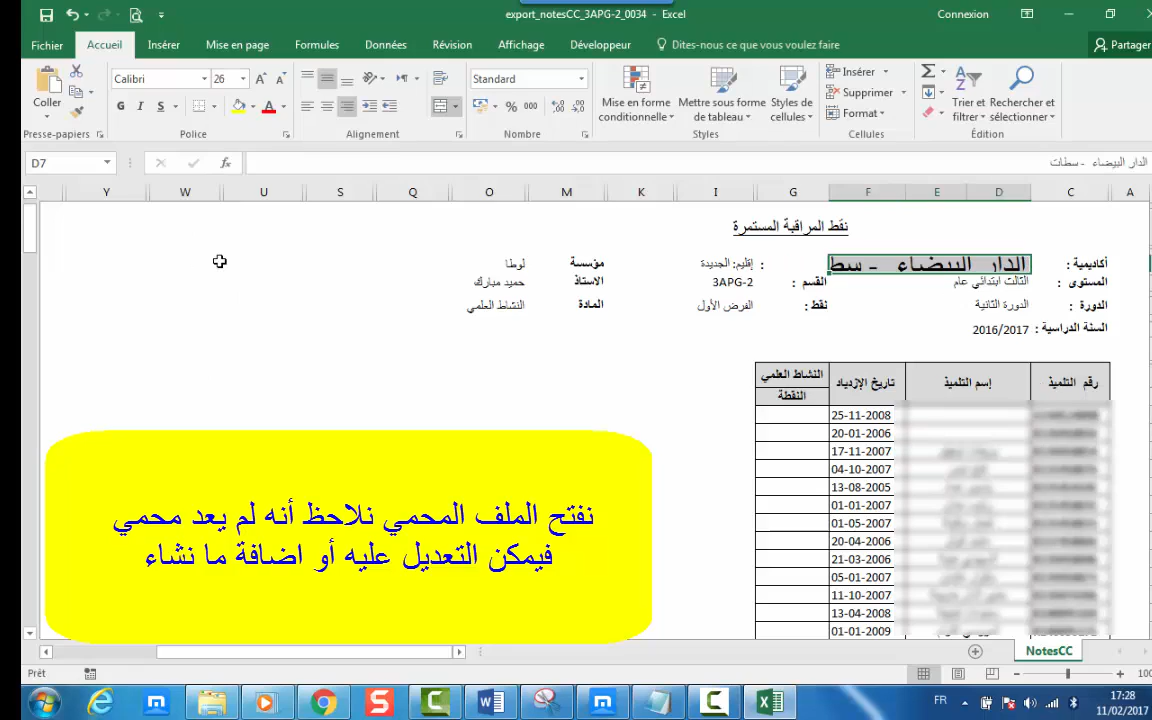 export_notesCC_3APG-2_0034 - Excel
Connexion
Fichier Accueil Insérer Mise en page Formules Données Révision Affichage Développeur Dites-nous ce que vous voulez faire Partager
Coller
Presse-papiers
Calibri 26
G I S
Police
Alignement
Standard
% 000
Nombre
Mise en forme conditionnelle
Mettre sous forme de tableau
Styles de cellules
Styles
Insérer
Supprimer
Format
Cellules
Trier et filtrer
Rechercher et sélectionner
Édition
D7
الدار البيضاء - سطات
Y W U S Q O M K I G F E D C A
نقط المراقبة المستمرة
أكاديمية : الدار البيضاء - سط : إقليم: الجديدة مؤسسة لوطا
المستوى : الثالث ابتدائي عام القسم : 3APG-2 الاستاذ حميد مبارك
الدورة : الدورة الثانية نقط : الفرض الأول المادة النشاط العلمي
السنة الدراسية : 2016/2017
رقم التلميذ إسم التلميذ تاريخ الإزدياد النشاط العلمي
النقطة
25-11-2008
20-01-2006
17-11-2007
04-10-2007
13-08-2005
01-01-2007
01-05-2007
20-04-2006
21-03-2006
05-01-2007
11-10-2007
13-04-2008
01-01-2009
نفتح الملف المحمي نلاحظ أنه لم يعد محمي
فيمكن التعديل عليه أو اضافة ما نشاء
NotesCC
Prêt
100
FR
17:28
11/02/2017